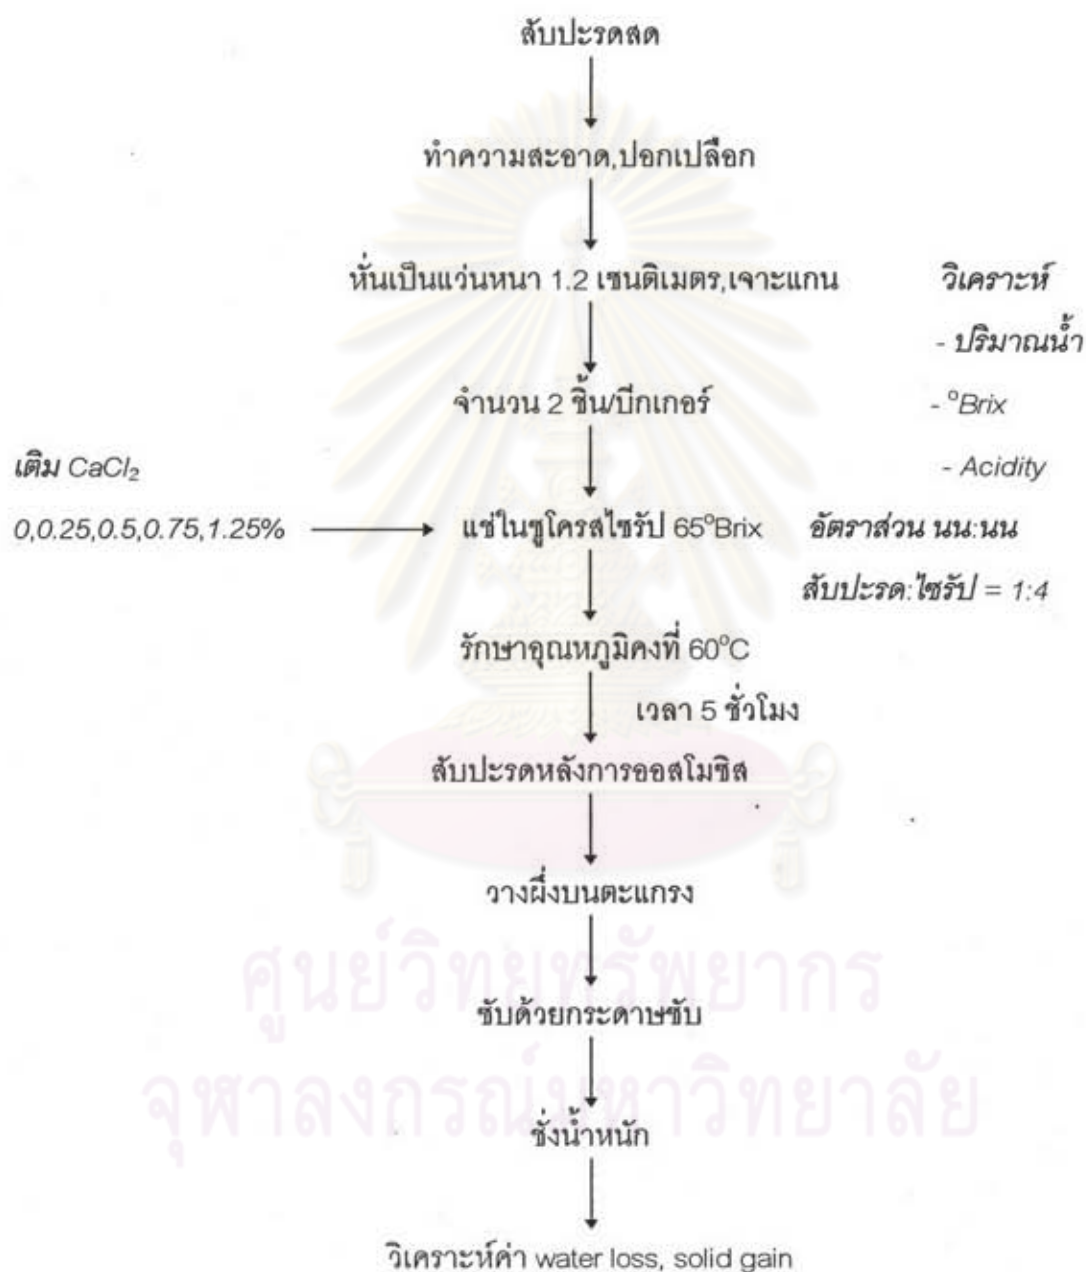 สับปะรดสด
ทำความสะอาด,ปอกเปลือก
หั่นเป็นแว่นหนา 1.2 เซนติเมตร,เจาะแกน
วิเคราะห์
- ปริมาณน้ำ
จำนวน 2 ชิ้น/บีกเกอร์
- ºBrix
เติม CaCl₂
- Acidity
0,0.25,0.5,0.75,1.25%
แช่ในซูโครสไซรัป 65ºBrix
อัตราส่วน นน:นน
สับปะรด:ไซรัป = 1:4
รักษาอุณหภูมิคงที่ 60ºC
เวลา 5 ชั่วโมง
สับปะรดหลังการออสโมซิส
วางผึ่งบนตะแกรง
ศูนย์วิทยทรัพยากร
ซับด้วยกระดาษซับ
จุฬาลงกรณ์มหาวิทยาลัย
ชั่งน้ำหนัก
วิเคราะห์ค่า water loss, solid gain